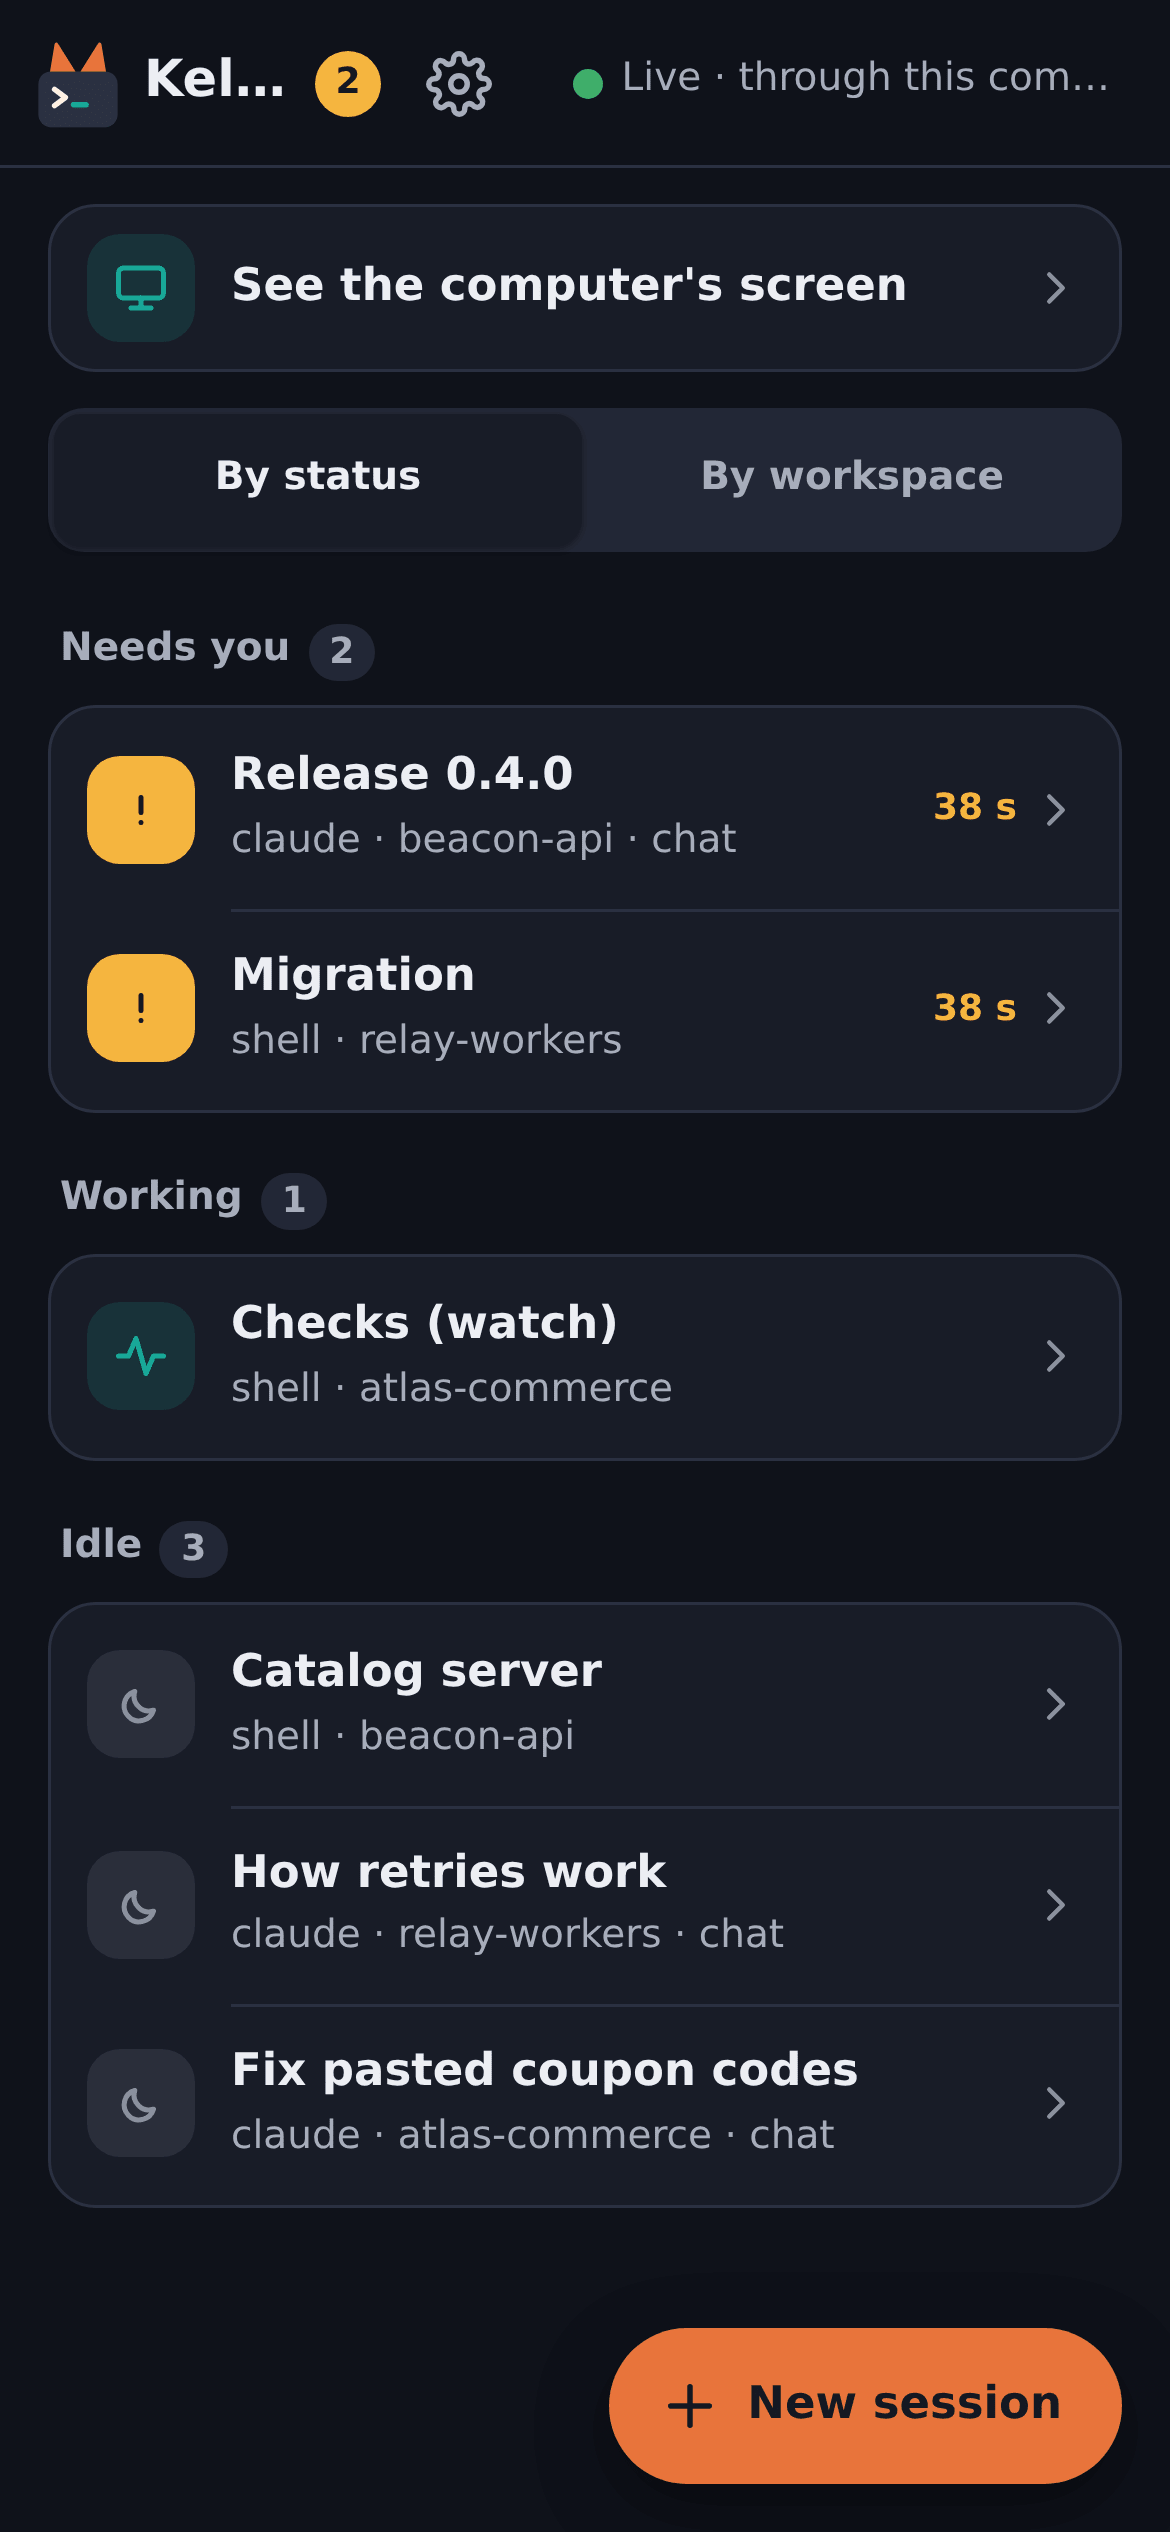 Kel...
2
Live · through this com...
See the computer's screen
By status
By workspace
Needs you 2
Release 0.4.0
claude · beacon-api · chat
38 s
Migration
shell · relay-workers
38 s
Working 1
Checks (watch)
shell · atlas-commerce
Idle 3
Catalog server
shell · beacon-api
How retries work
claude · relay-workers · chat
Fix pasted coupon codes
claude · atlas-commerce · chat
New session